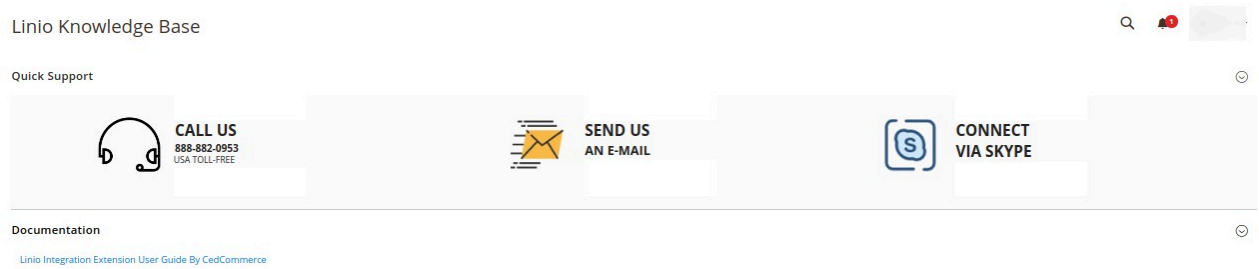 Linio Knowledge Base
1
Quick Support
CALL US
888-882-0953
USA TOLL-FREE
SEND US
AN E-MAIL
S
CONNECT
VIA SKYPE
Documentation
Linio Integration Extension User Guide By CedCommerce